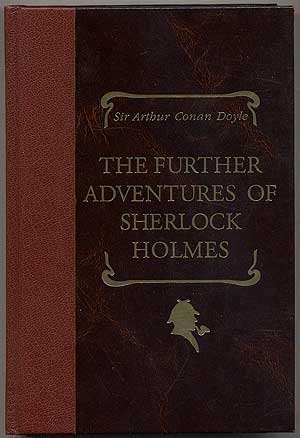 Sir Arthur Conan Doyle
THE FURTHER
ADVENTURES OF
SHERLOCK
HOLMES